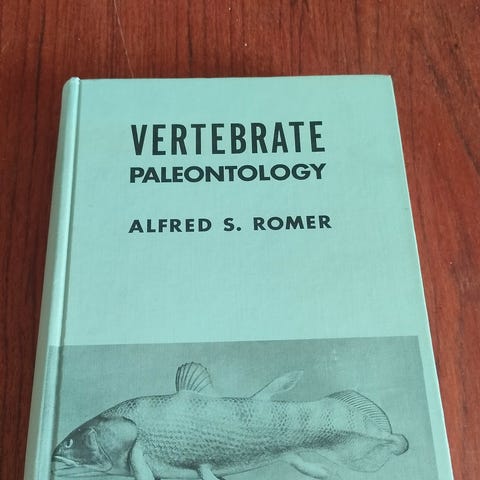 VERTEBRATE
PALEONTOLOGY
ALFRED S. ROMER